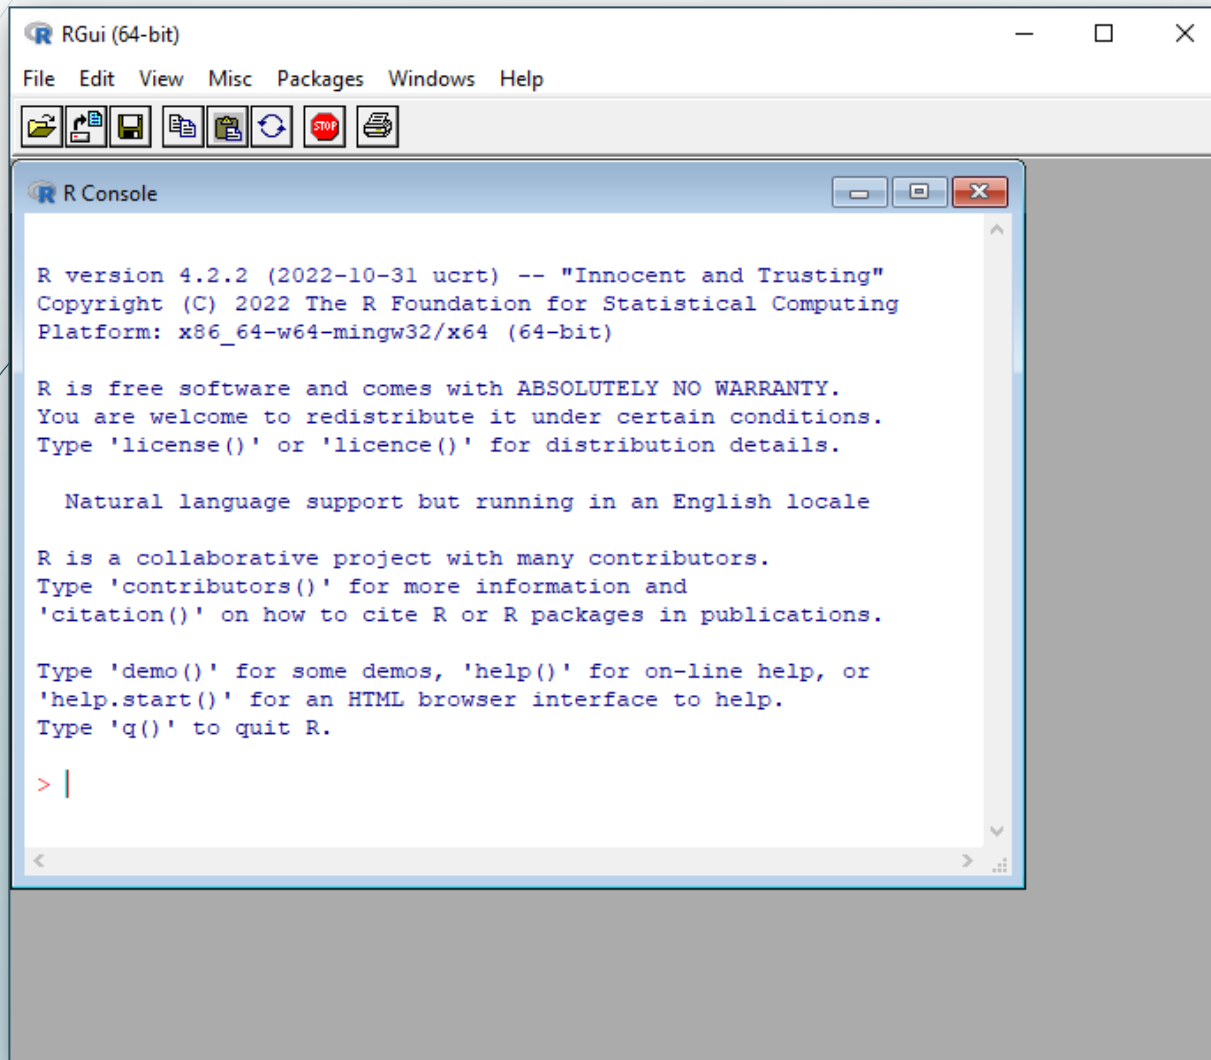 RGui (64-bit)
File Edit View Misc Packages Windows Help
STOP
R Console
R version 4.2.2 (2022-10-31 ucrt) -- "Innocent and Trusting"
Copyright (C) 2022 The R Foundation for Statistical Computing
Platform: x86_64-w64-mingw32/x64 (64-bit)
R is free software and comes with ABSOLUTELY NO WARRANTY.
You are welcome to redistribute it under certain conditions.
Type 'license()' or 'licence()' for distribution details.
Natural language support but running in an English locale
R is a collaborative project with many contributors.
Type 'contributors()' for more information and
'citation()' on how to cite R or R packages in publications.
Type 'demo()' for some demos, 'help()' for on-line help, or
'help.start()' for an HTML browser interface to help.
Type 'q()' to quit R.
>